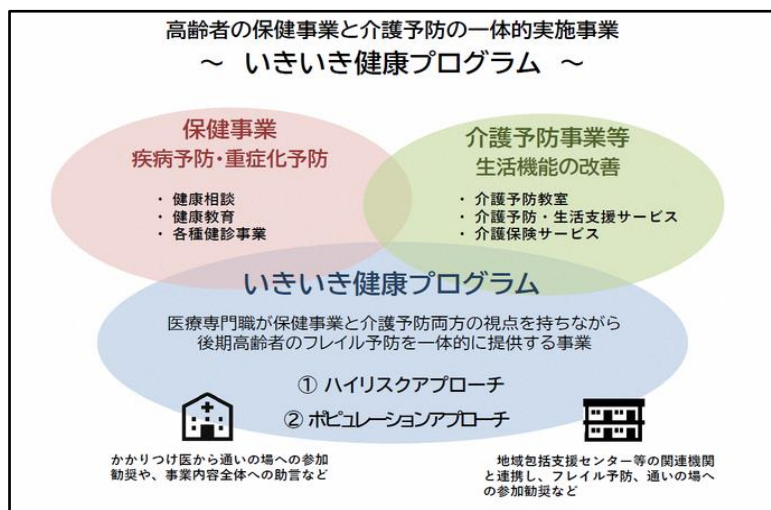 高齢者の保健事業と介護予防の一体的実施事業
～ いきいき健康プログラム ～
保健事業
疾病予防・重症化予防
・ 健康相談
・ 健康教育
・ 各種健診事業
介護予防事業等
生活機能の改善
・ 介護予防教室
・ 介護予防・生活支援サービス
・ 介護保険サービス
いきいき健康プログラム
医療専門職が保健事業と介護予防両方の視点を持ちながら
後期高齢者のフレイル予防を一体的に提供する事業
① ハイリスクアプローチ
② ポピュレーションアプローチ
かかりつけ医から通いの場への参加
勧奨や、事業内容全体への助言など
地域包括支援センター等の関連機関
と連携し、フレイル予防、通いの場へ
の参加勧奨など